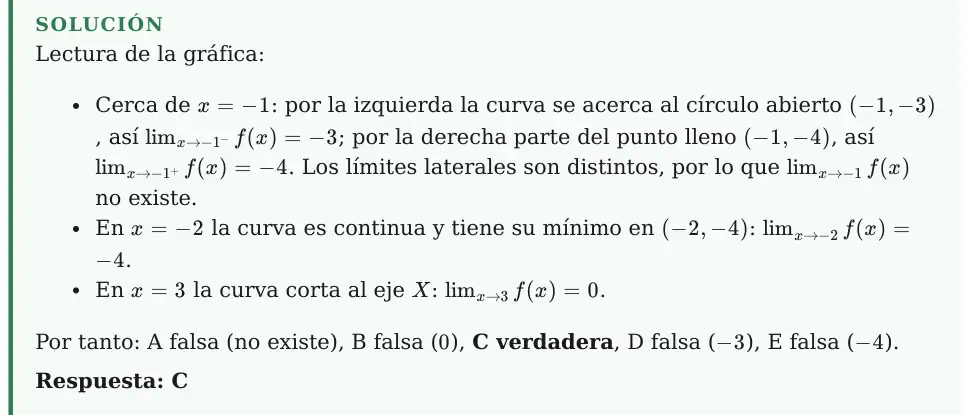 SOLUCIÓN
Lectura de la gráfica:
• Cerca de x = −1: por la izquierda la curva se acerca al círculo abierto (−1, −3)
, así lim_{x→−1⁻} f(x) = −3; por la derecha parte del punto lleno (−1, −4), así
lim_{x→−1⁺} f(x) = −4. Los límites laterales son distintos, por lo que lim_{x→−1} f(x)
no existe.
• En x = −2 la curva es continua y tiene su mínimo en (−2, −4): lim_{x→−2} f(x) =
−4.
• En x = 3 la curva corta al eje X: lim_{x→3} f(x) = 0.
Por tanto: A falsa (no existe), B falsa (0), C verdadera, D falsa (−3), E falsa (−4).
Respuesta: C